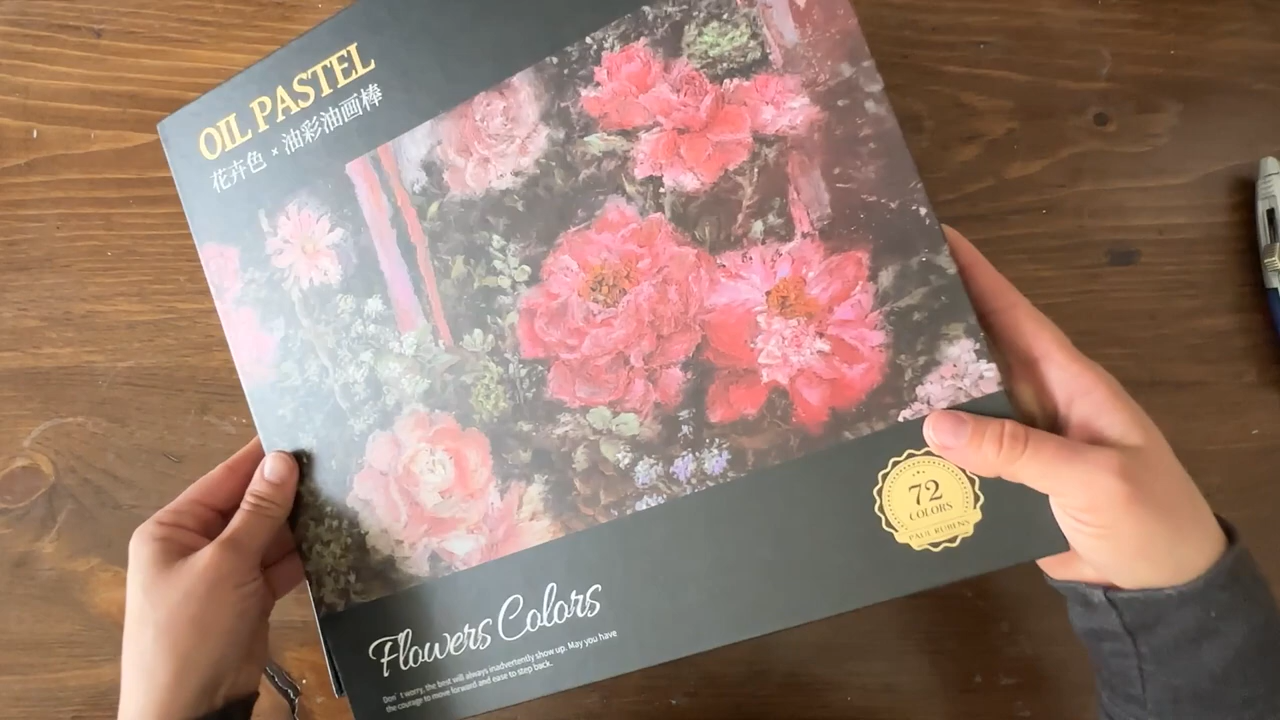 OIL PASTEL
花卉色 × 油彩油画棒
72
COLORS
PAUL RUBENS
Flowers Colors
Don't worry, the best will always inadvertently show up. May you have
the courage to move forward and ease to step back.